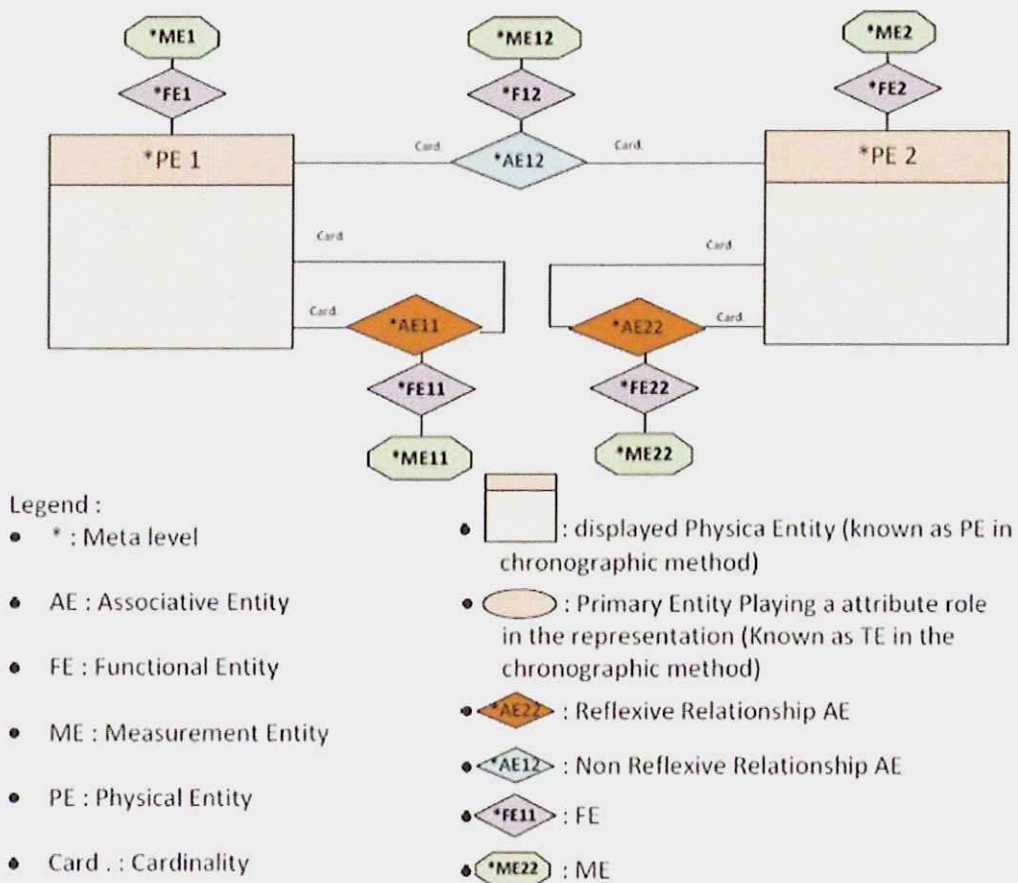 *ME1
*ME12
*ME2
*FE1
*F12
*FE2
*PE 1
Card.
*AE12
Card.
*PE 2
Card.
Card.
Card.
*AE11
*AE22
Card.
*FE11
*FE22
*ME11
*ME22
Legend :
* : Meta level
AE : Associative Entity
FE : Functional Entity
ME : Measurement Entity
PE : Physical Entity
Card . : Cardinality
: displayed Physica Entity (known as PE in
chronographic method)
: Primary Entity Playing a attribute role
in the representation (Known as TE in the
chronographic method)
*AE22 : Reflexive Relationship AE
*AE12 : Non Reflexive Relationship AE
*FE11 : FE
*ME22 : ME